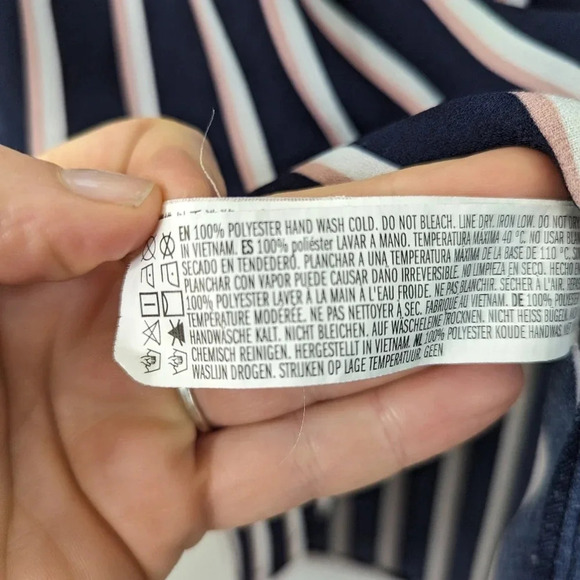 EN 100% POLYESTER HAND WASH COLD. DO NOT BLEACH. LINE DRY. IRON LOW. DO NOT
IN VIETNAM. ES 100% poliéster LAVAR A MANO. TEMPERATURA MÁXIMA 40 °C. NO USAR
SECADO EN TENDEDERO. PLANCHAR A UNA TEMPERATURA MÁXIMA DE LA BASE DE 110 °C.
PLANCHAR CON VAPOR PUEDE CAUSAR DAÑO IRREVERSIBLE. NO LIMPIEZA EN SECO. HECHO
100% POLYESTER LAVER À LA MAIN À L'EAU FROIDE. NE PAS BLANCHIR. SÉCHER À L'AIR.
TEMPÉRATURE MODÉRÉE. NE PAS NETTOYER À SEC. FABRIQUÉ AU VIETNAM. DE 100%
HANDWÄSCHE KALT. NICHT BLEICHEN. AUF WÄSCHELEINE TROCKNEN. NICHT HEISS BÜGELN.
CHEMISCH REINIGEN. HERGESTELLT IN VIETNAM. NL 100% POLYESTER KOUDE HANDWAS.
WASLIJN DROGEN. STRIJKEN OP LAGE TEMPERATUUR. GEEN